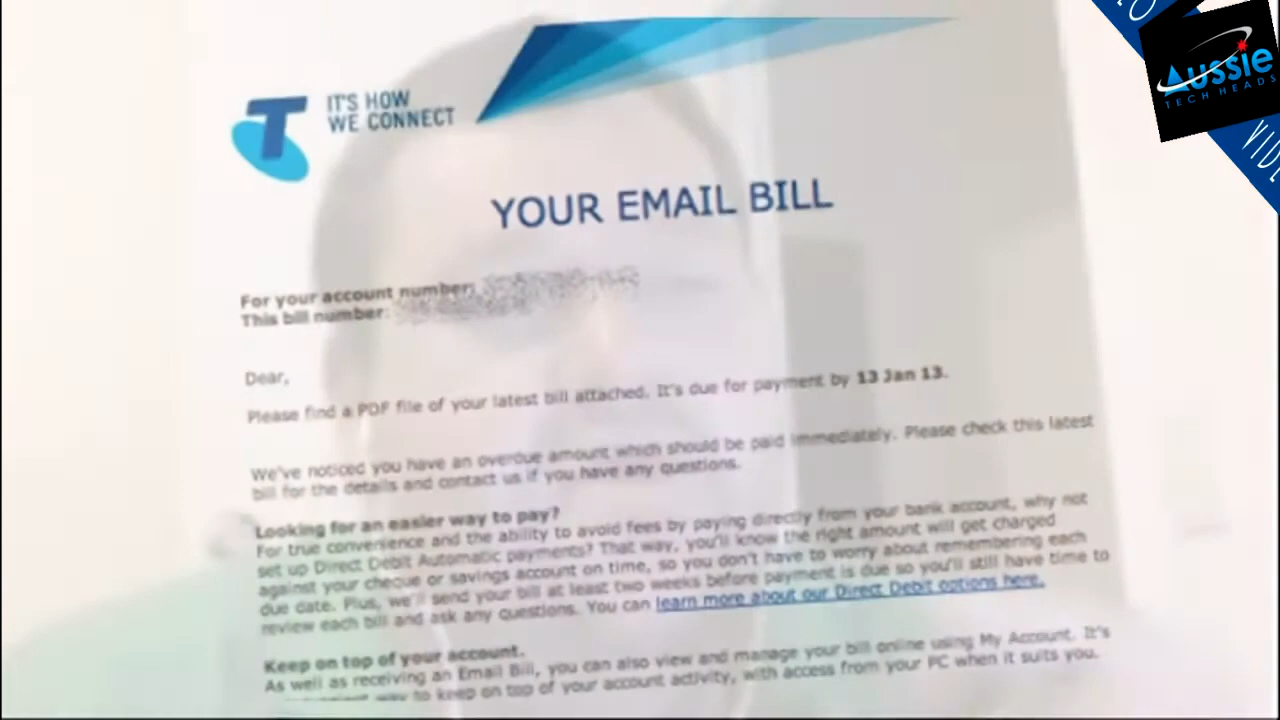 IT'S HOW
WE CONNECT
YOUR EMAIL BILL
For your account number:
This bill number:
Dear,
Please find a PDF file of your latest bill attached. It's due for payment by 13 Jan 13.
We've noticed you have an overdue amount which should be paid immediately. Please check this latest
bill for the details and contact us if you have any questions.
Looking for an easier way to pay?
For true convenience and the ability to avoid fees by paying directly from your bank account, why not
set up Direct Debit Automatic payments? That way, you'll know the right amount will get charged
against your cheque or savings account on time, so you don't have to worry about remembering each
due date. Plus, we'll send your bill at least two weeks before payment is due so you'll still have time to
review each bill and ask any questions. You can learn more about our Direct Debit options here.
Keep on top of your account.
As well as receiving an Email Bill, you can also view and manage your bill online using My Account. It's
way to keep on top of your account activity, with access from your PC when it suits you.
AUSSIE
TECH HEADS